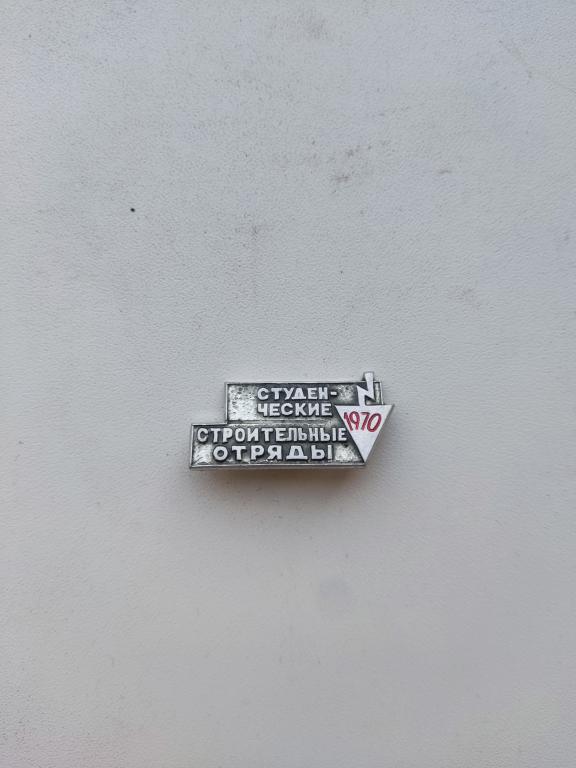 СТУДЕН-
ЧЕСКИЕ
1970
СТРОИТЕЛЬНЫЕ
ОТРЯДЫ